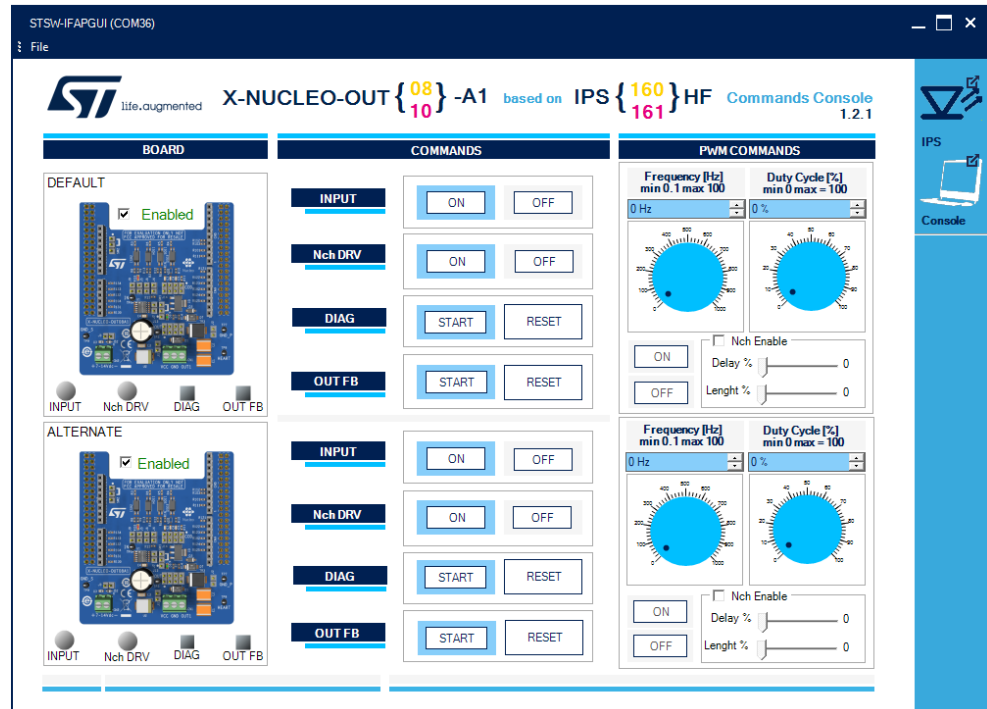 STSW-IFAPGUI (COM36)
File
ST life.augmented
X-NUCLEO-OUT { 08 10 } -A1 based on IPS { 160 161 } HF Commands Console
1.2.1
IPS
Console
BOARD
COMMANDS
PWM COMMANDS
DEFAULT
Enabled
INPUT
Nch DRV
DIAG
OUT FB
INPUT
ON
OFF
Nch DRV
ON
OFF
DIAG
START
RESET
OUT FB
START
RESET
Frequency [Hz]
min 0.1 max 100
Duty Cycle [%]
min 0 max = 100
0 Hz
0 %
ON
OFF
Nch Enable
Delay %
0
Lenght %
0
ALTERNATE
Enabled
INPUT
Nch DRV
DIAG
OUT FB
INPUT
ON
OFF
Nch DRV
ON
OFF
DIAG
START
RESET
OUT FB
START
RESET
Frequency [Hz]
min 0.1 max 100
Duty Cycle [%]
min 0 max = 100
0 Hz
0 %
ON
OFF
Nch Enable
Delay %
0
Lenght %
0